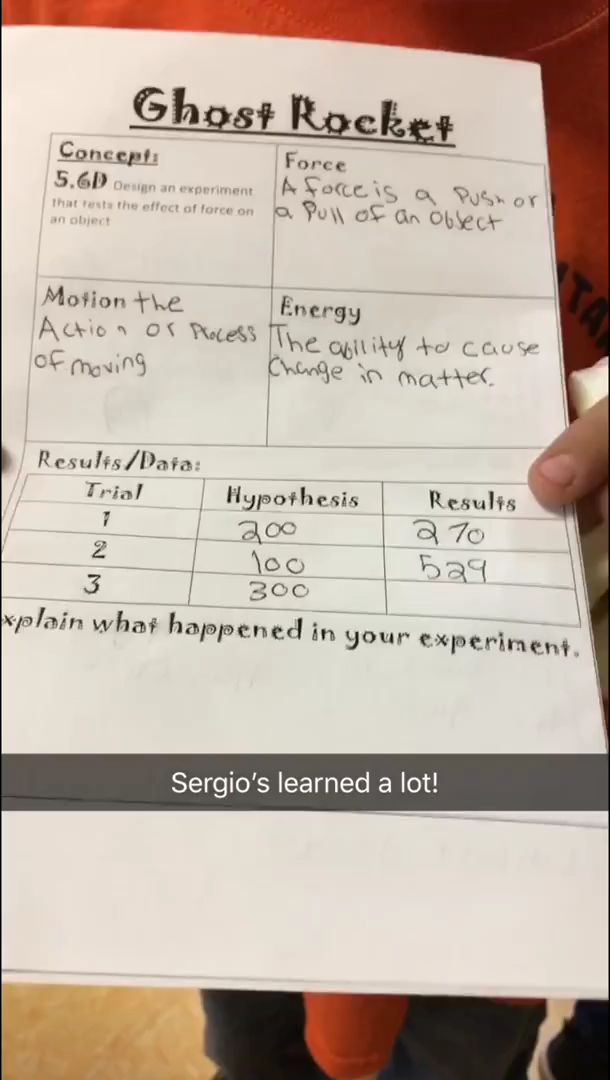 Ghost Rocket
Concept:
5.6D Design an experiment
that tests the effect of force on
an object
Force
A force is a Push or
a Pull of an object
Motion the
Action or Process
of moving
Energy
The ability to cause
Change in matter.
Results/Data:
Trial Hypothesis Results
1 200 270
2 100 529
3 300
xplain what happened in your experiment.
Sergio's learned a lot!